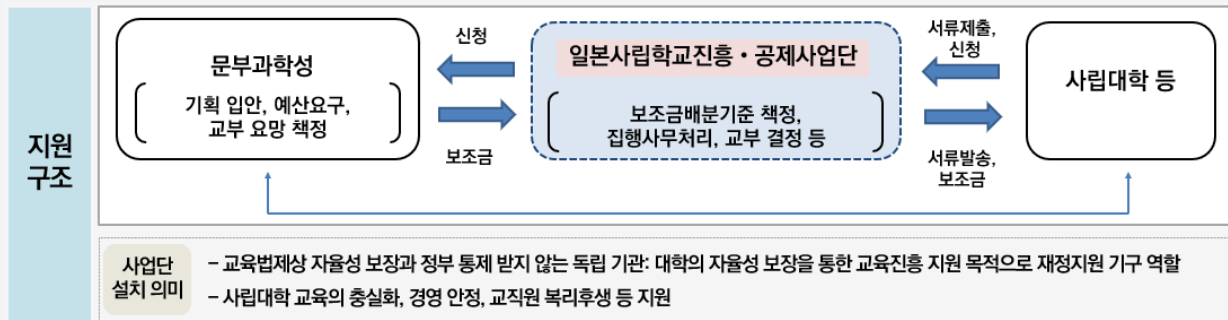 지원
구조
문부과학성
기획 입안, 예산요구,
교부 요망 책정
신청
보조금
일본사립학교진흥・공제사업단
보조금배분기준 책정,
집행사무처리, 교부 결정 등
서류제출,
신청
서류발송,
보조금
사립대학 등
사업단
설치 의미
– 교육법제상 자율성 보장과 정부 통제 받지 않는 독립 기관: 대학의 자율성 보장을 통한 교육진흥 지원 목적으로 재정지원 기구 역할
– 사립대학 교육의 충실화, 경영 안정, 교직원 복리후생 등 지원